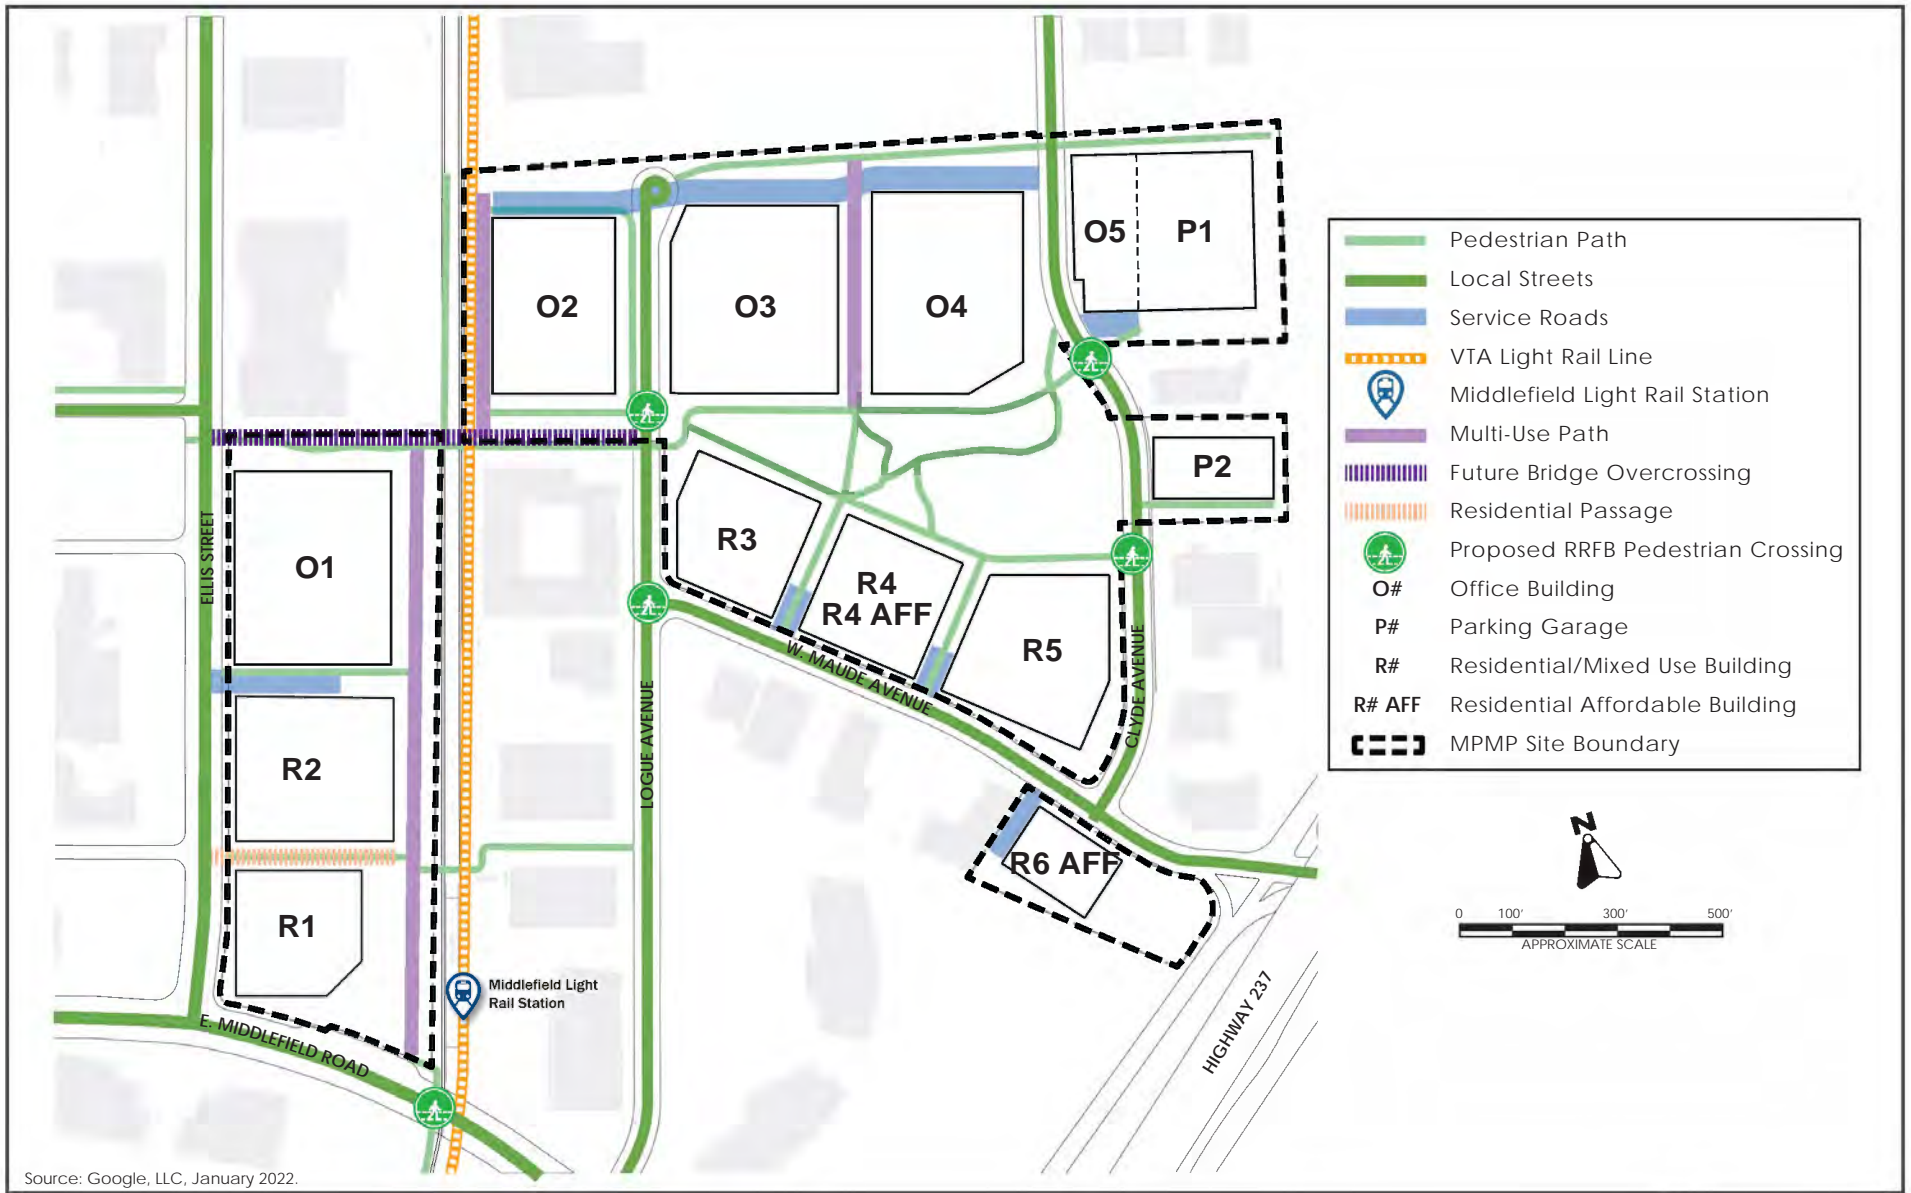 O2
O3
O4
O5
P1
P2
O1
R3
R4
R4 AFF
R5
R2
R6 AFF
R1
ELLIS STREET
LOGUE AVENUE
W. MAUDE AVENUE
CLYDE AVENUE
E. MIDDLEFIELD ROAD
HIGHWAY 237
Middlefield Light
Rail Station
Pedestrian Path
Local Streets
Service Roads
VTA Light Rail Line
Middlefield Light Rail Station
Multi-Use Path
Future Bridge Overcrossing
Residential Passage
Proposed RRFB Pedestrian Crossing
O# Office Building
P# Parking Garage
R# Residential/Mixed Use Building
R# AFF Residential Affordable Building
MPMP Site Boundary
N
0 100' 300' 500'
APPROXIMATE SCALE
Source: Google, LLC, January 2022.